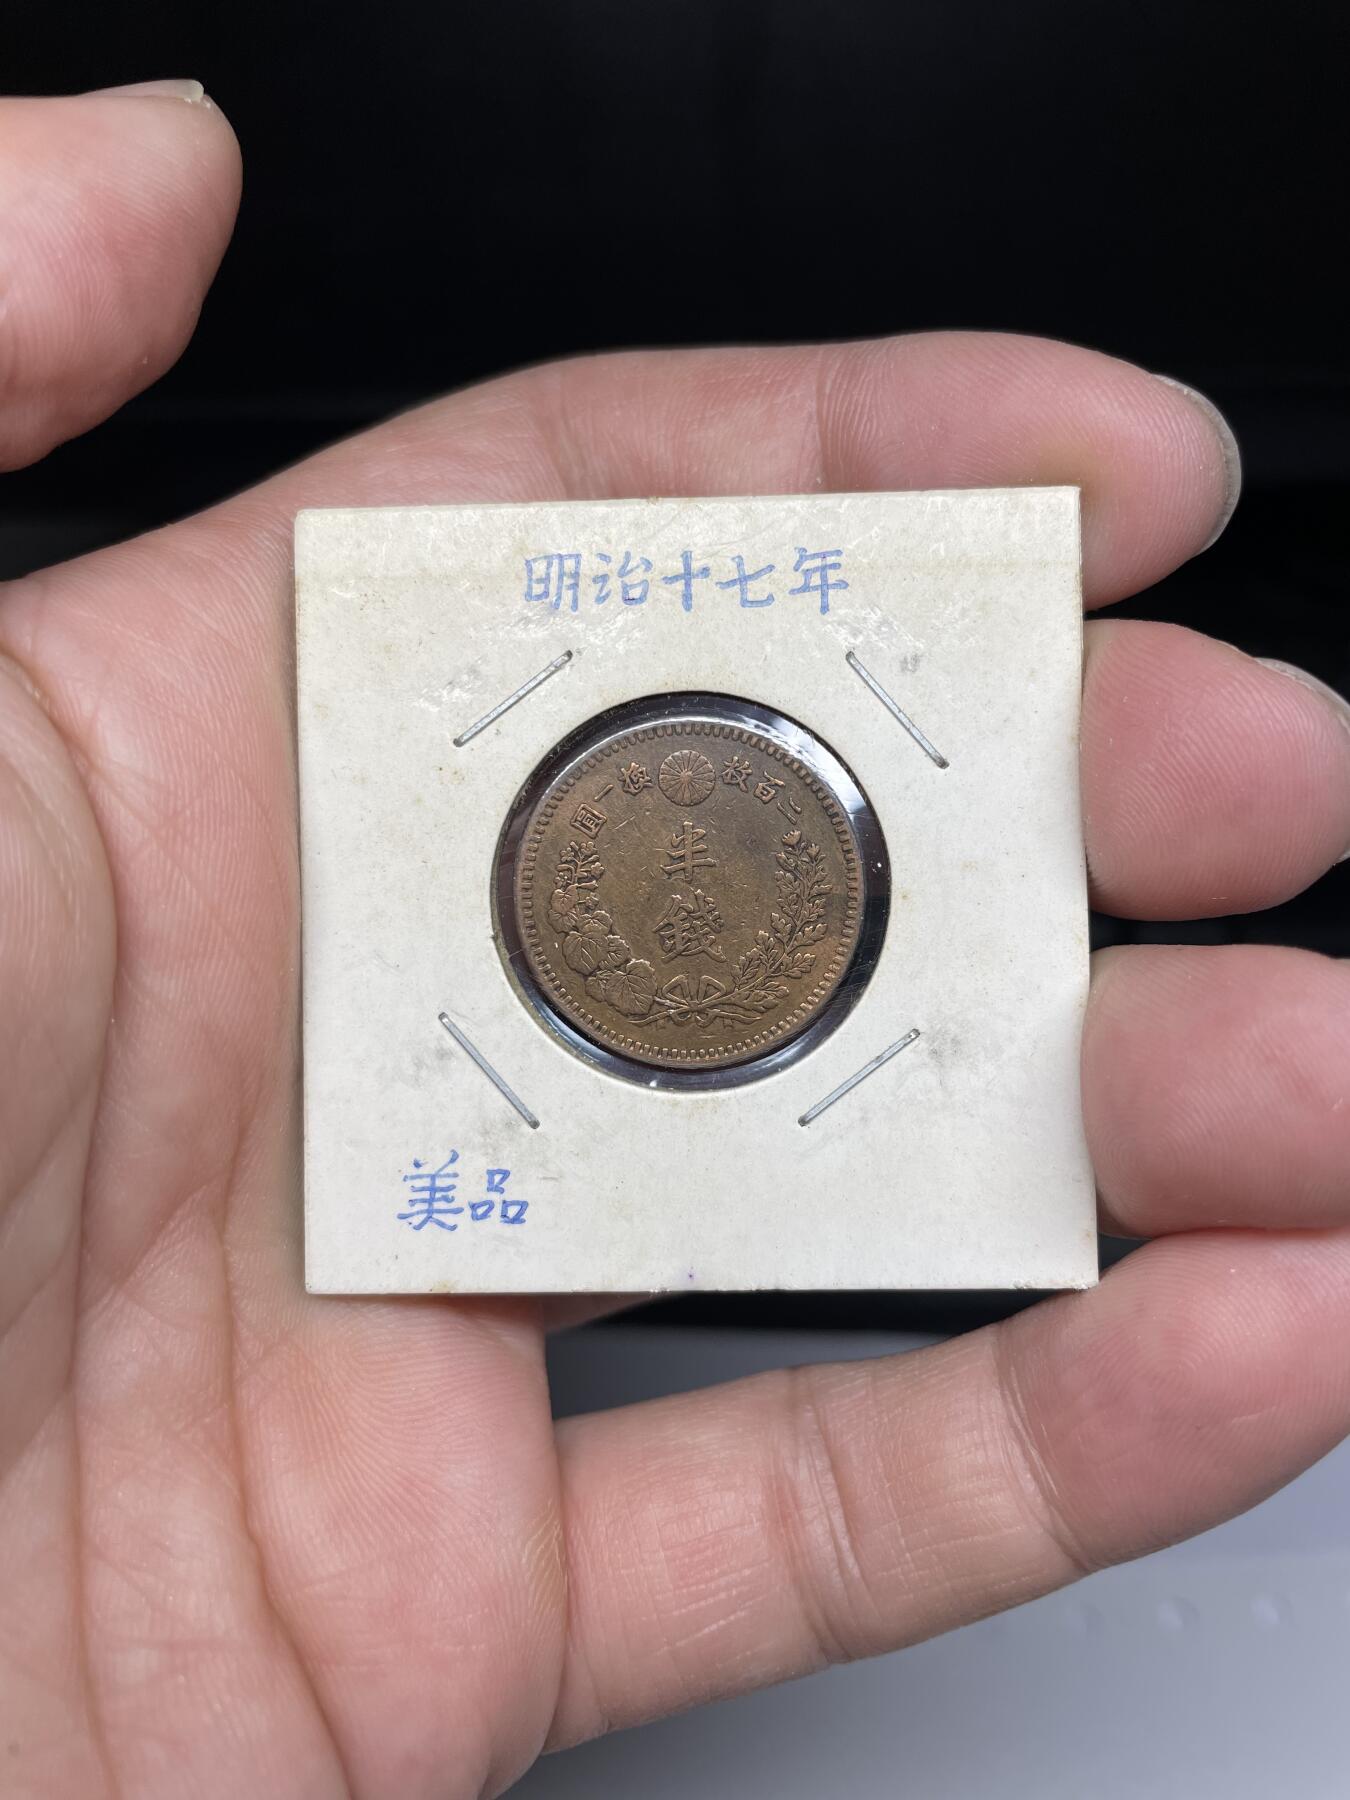 明治十七年
二百枚換一圓
半錢
美品